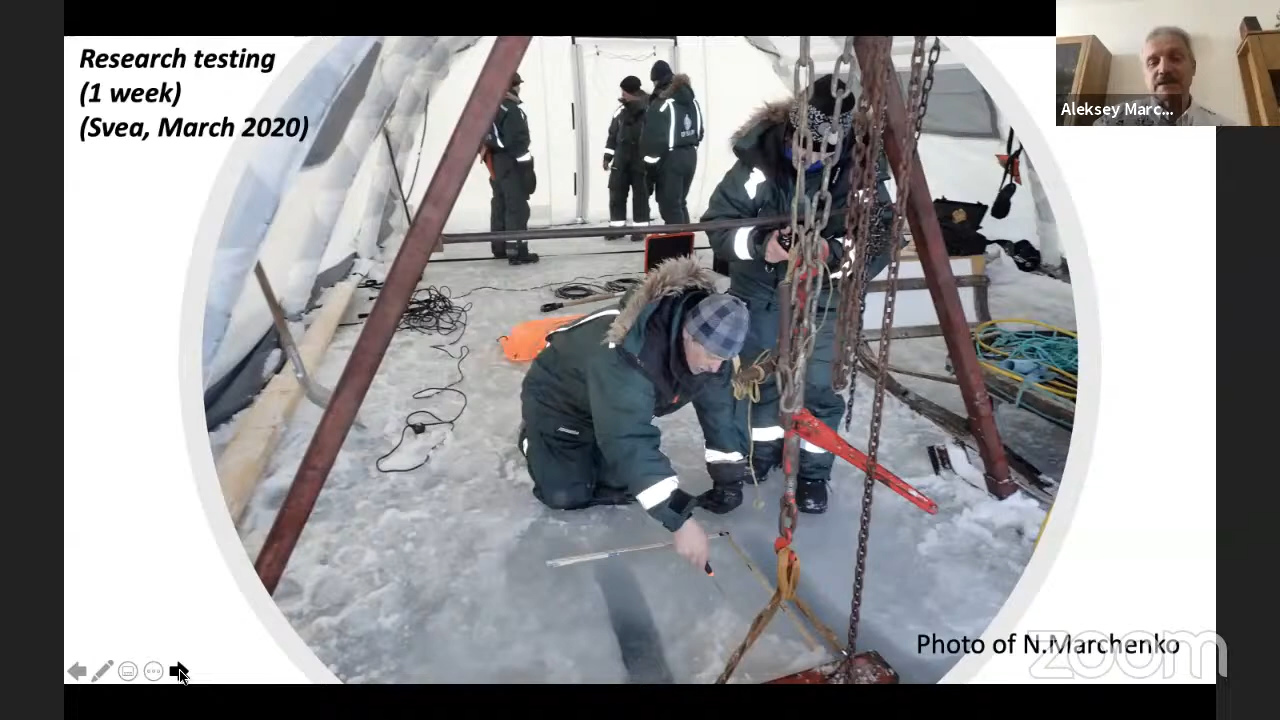 Research testing
(1 week)
(Svea, March 2020)
Aleksey Marc...
Photo of N.Marchenko
zoom